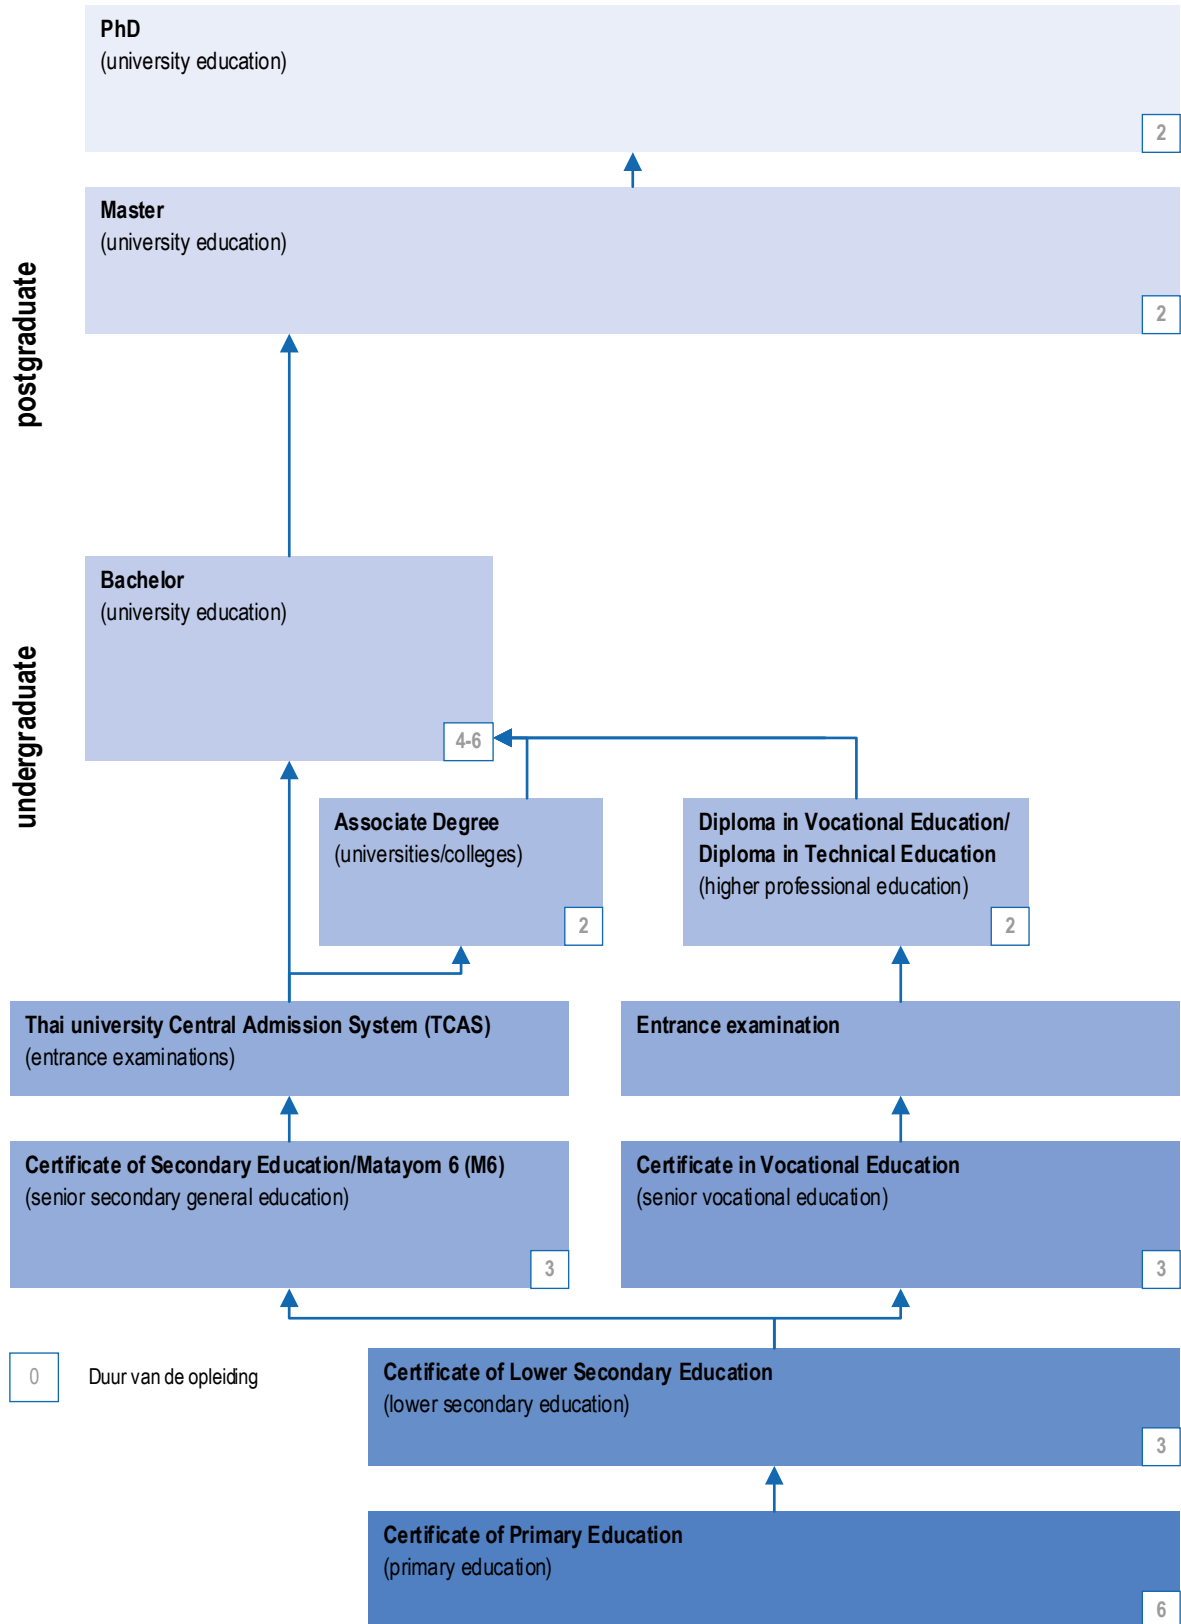 PhD
(university education)
2
Master
(university education)
2
postgraduate
Bachelor
(university education)
4-6
undergraduate
Associate Degree
(universities/colleges)
2
Diploma in Vocational Education/
Diploma in Technical Education
(higher professional education)
2
Thai university Central Admission System (TCAS)
(entrance examinations)
Entrance examination
Certificate of Secondary Education/Matayom 6 (M6)
(senior secondary general education)
3
Certificate in Vocational Education
(senior vocational education)
3
0 Duur van de opleiding
Certificate of Lower Secondary Education
(lower secondary education)
3
Certificate of Primary Education
(primary education)
6